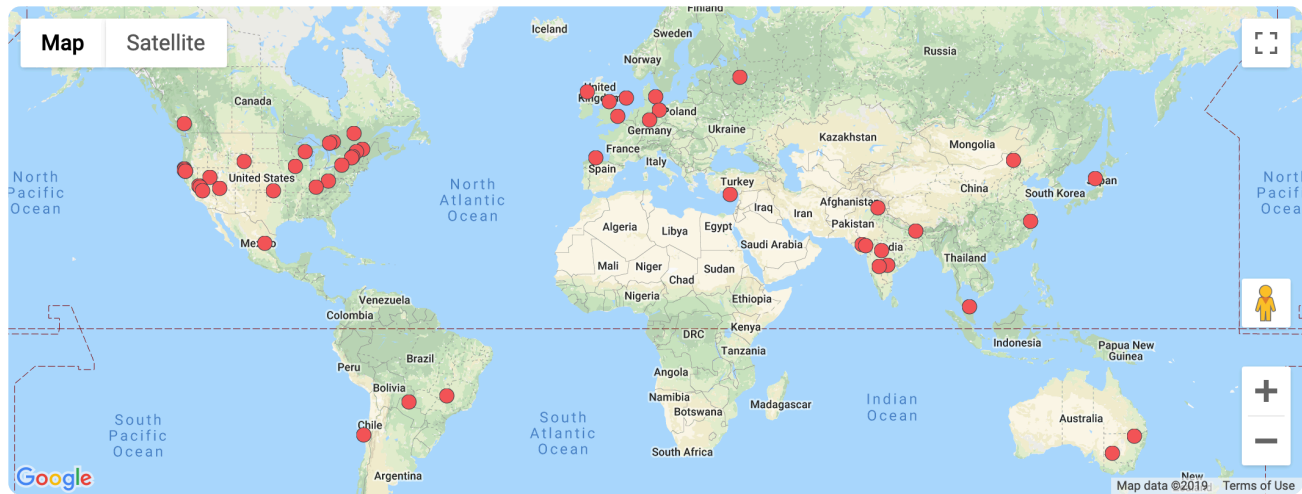 Map
Satellite
Finland
Iceland
Sweden
Russia
Norway
Canada
United
Kingdom
Poland
Germany
Ukraine
Kazakhstan
Mongolia
France
Italy
Spain
North
Pacific
Ocean
United States
North
Atlantic
Ocean
Turkey
China
South Korea
Japan
North
Pacif
Ocea
Iraq
Iran
Afghanistan
Pakistan
Algeria
Libya
Egypt
Saudi Arabia
India
Mexico
Thailand
Mali
Niger
Chad
Sudan
Nigeria
Ethiopia
Venezuela
Colombia
DRC
Kenya
Tanzania
Indonesia
Papua New
Guinea
Brazil
Peru
Bolivia
Angola
Namibia
Botswana
Madagascar
Indian
Ocean
Australia
South
Pacific
Ocean
South
Atlantic
Ocean
Chile
Argentina
South Africa
New
Google
Map data ©2019
Terms of Use